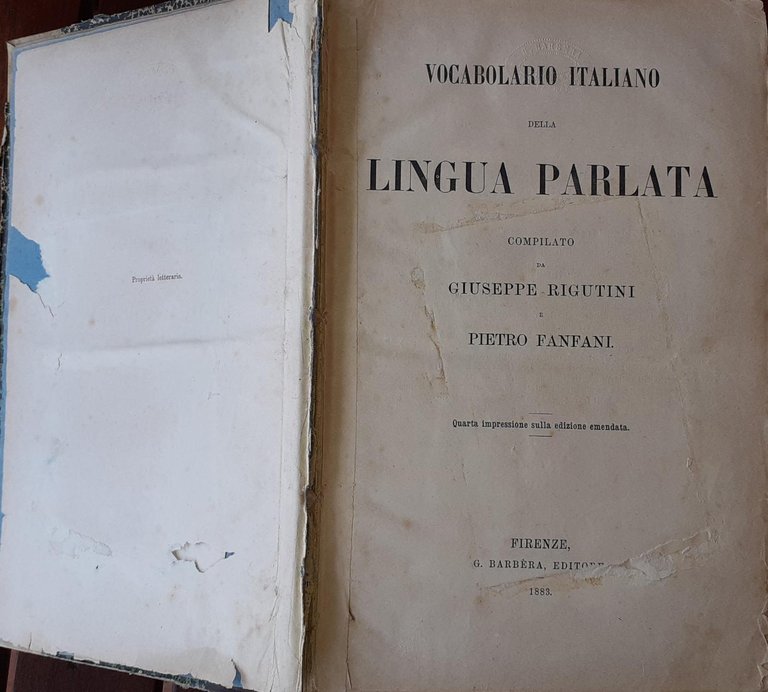 Proprietà letteraria.
VOCABOLARIO ITALIANO
DELLA
LINGUA PARLATA
COMPILATO
DA
GIUSEPPE RIGUTINI
E
PIETRO FANFANI.
Quarta impressione sulla edizione emendata.
FIRENZE,
G. BARBÈRA, EDITORE
1883.